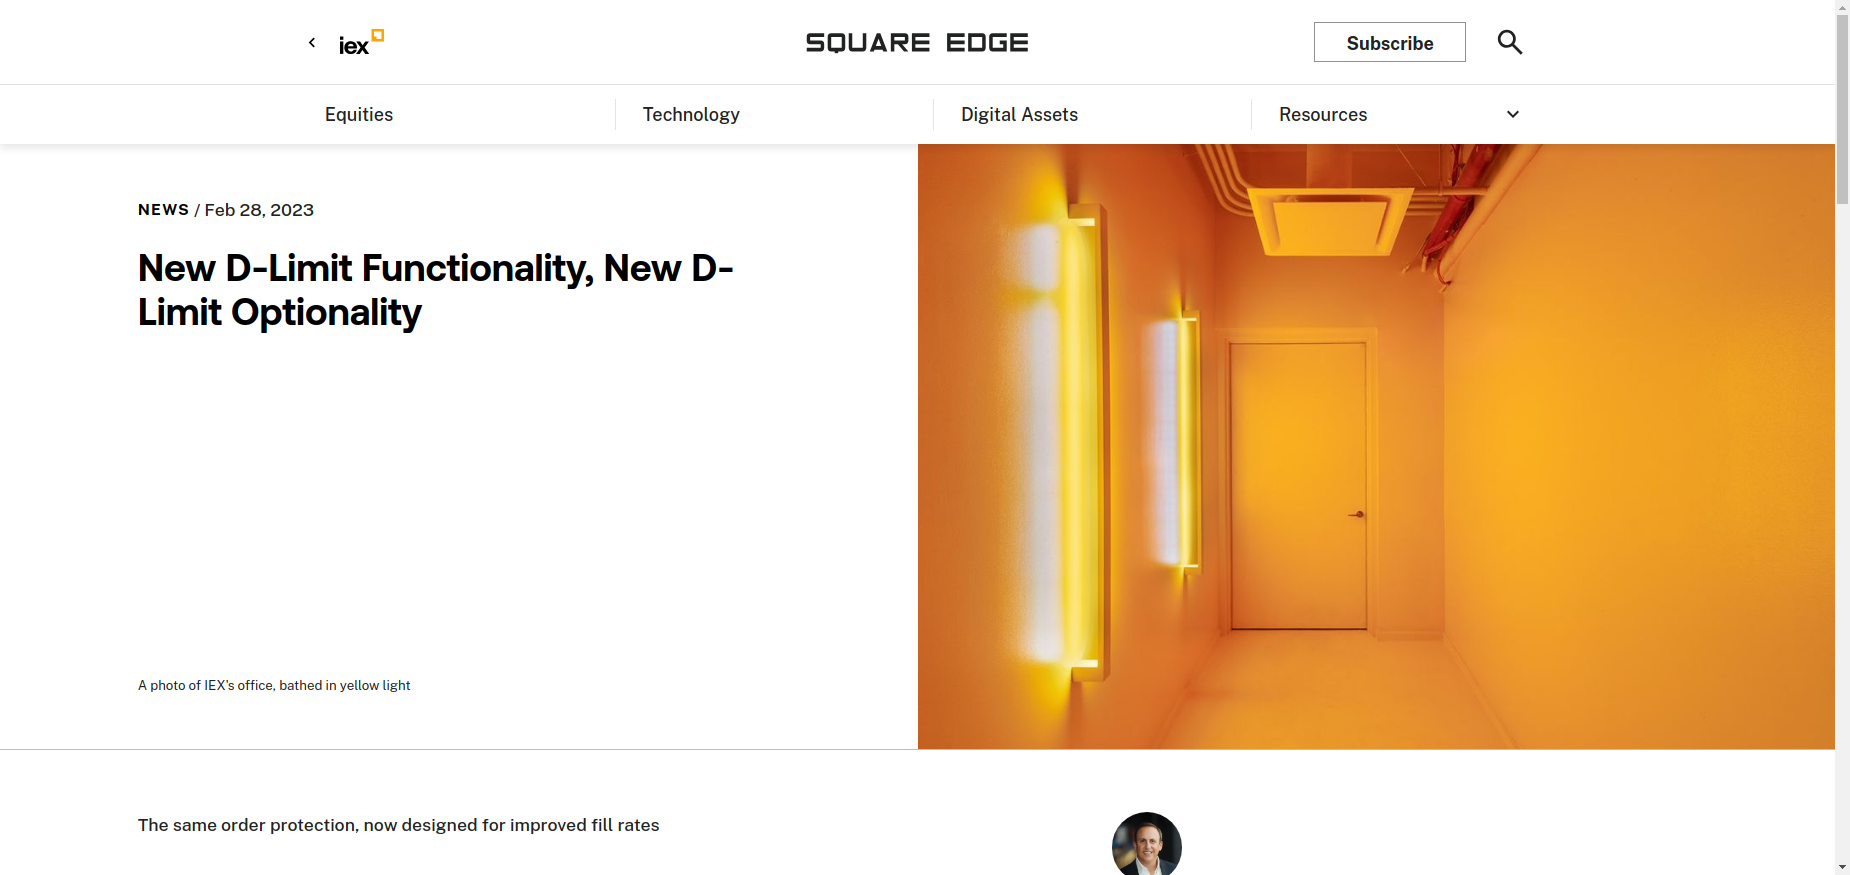 iex
SQUARE EDGE
Subscribe
Equities
Technology
Digital Assets
Resources
NEWS / Feb 28, 2023
New D-Limit Functionality, New D-
Limit Optionality
A photo of IEX's office, bathed in yellow light
The same order protection, now designed for improved fill rates